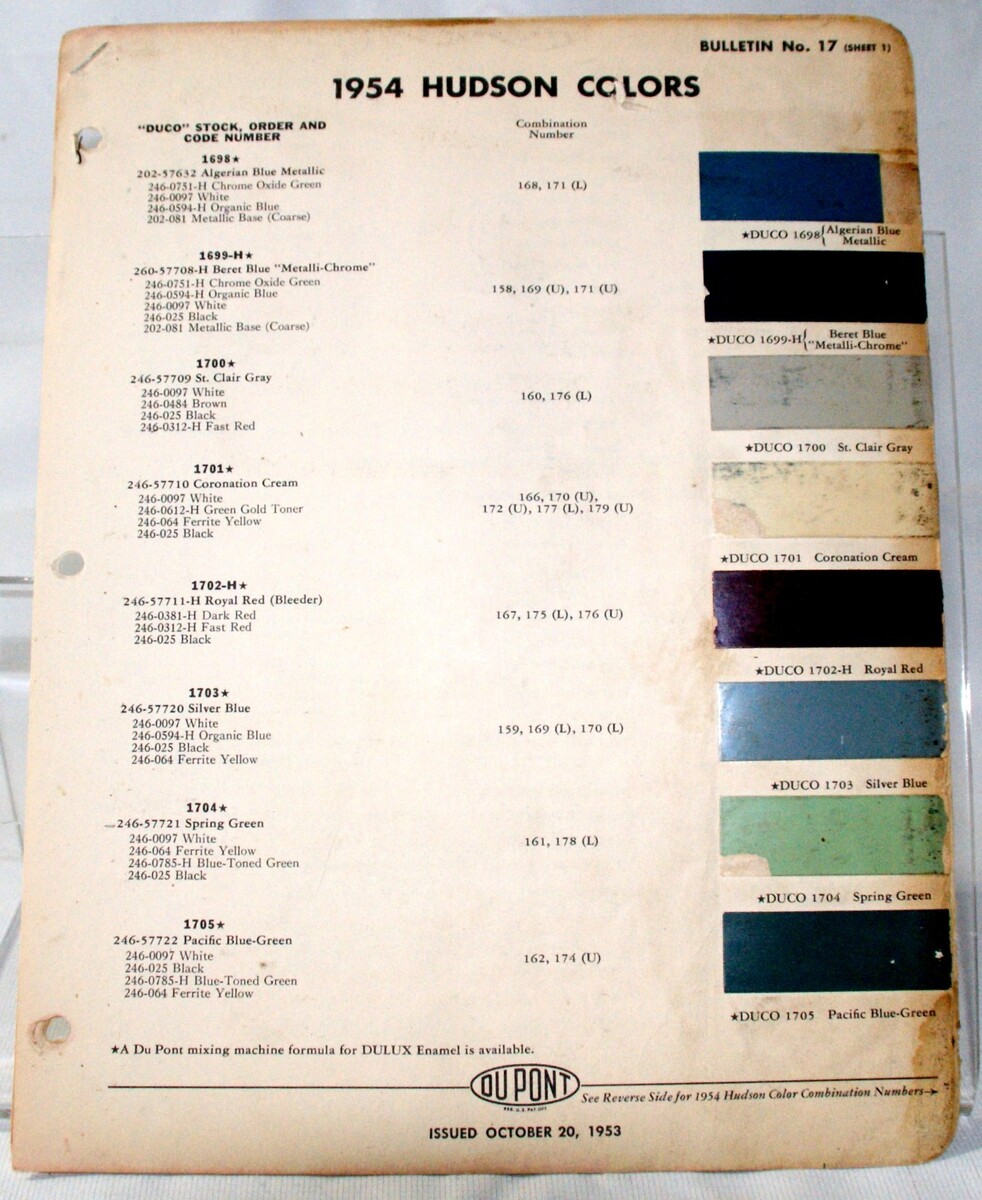 BULLETIN No. 17 (SHEET 1)
1954 HUDSON COLORS
"DUCO" STOCK, ORDER AND
CODE NUMBER
Combination
Number
1698★
202-57632 Algerian Blue Metallic
246-0751-H Chrome Oxide Green
246-0097 White
246-0594-H Organic Blue
202-081 Metallic Base (Coarse)
168, 171 (L)
★DUCO 1698{Algerian Blue
Metallic
1699-H★
260-57708-H Beret Blue "Metalli-Chrome"
246-0751-H Chrome Oxide Green
246-0594-H Organic Blue
246-0097 White
246-025 Black
202-081 Metallic Base (Coarse)
158, 169 (U), 171 (U)
★DUCO 1699-H{Beret Blue
"Metalli-Chrome"
1700★
246-57709 St. Clair Gray
246-0097 White
246-0484 Brown
246-025 Black
246-0312-H Fast Red
160, 176 (L)
★DUCO 1700 St. Clair Gray
1701★
246-57710 Coronation Cream
246-0097 White
246-0612-H Green Gold Toner
246-064 Ferrite Yellow
246-025 Black
166, 170 (U),
172 (U), 177 (L), 179 (U)
★DUCO 1701 Coronation Cream
1702-H★
246-57711-H Royal Red (Bleeder)
246-0381-H Dark Red
246-0312-H Fast Red
246-025 Black
167, 175 (L), 176 (U)
★DUCO 1702-H Royal Red
1703★
246-57720 Silver Blue
246-0097 White
246-0594-H Organic Blue
246-025 Black
246-064 Ferrite Yellow
159, 169 (L), 170 (L)
★DUCO 1703 Silver Blue
1704★
246-57721 Spring Green
246-0097 White
246-064 Ferrite Yellow
246-0785-H Blue-Toned Green
246-025 Black
161, 178 (L)
★DUCO 1704 Spring Green
1705★
246-57722 Pacific Blue-Green
246-0097 White
246-025 Black
246-0785-H Blue-Toned Green
246-064 Ferrite Yellow
162, 174 (U)
★DUCO 1705 Pacific Blue-Green
★A Du Pont mixing machine formula for DULUX Enamel is available.
DU PONT
REG. U.S. PAT. OFF.
See Reverse Side for 1954 Hudson Color Combination Numbers→
ISSUED OCTOBER 20, 1953